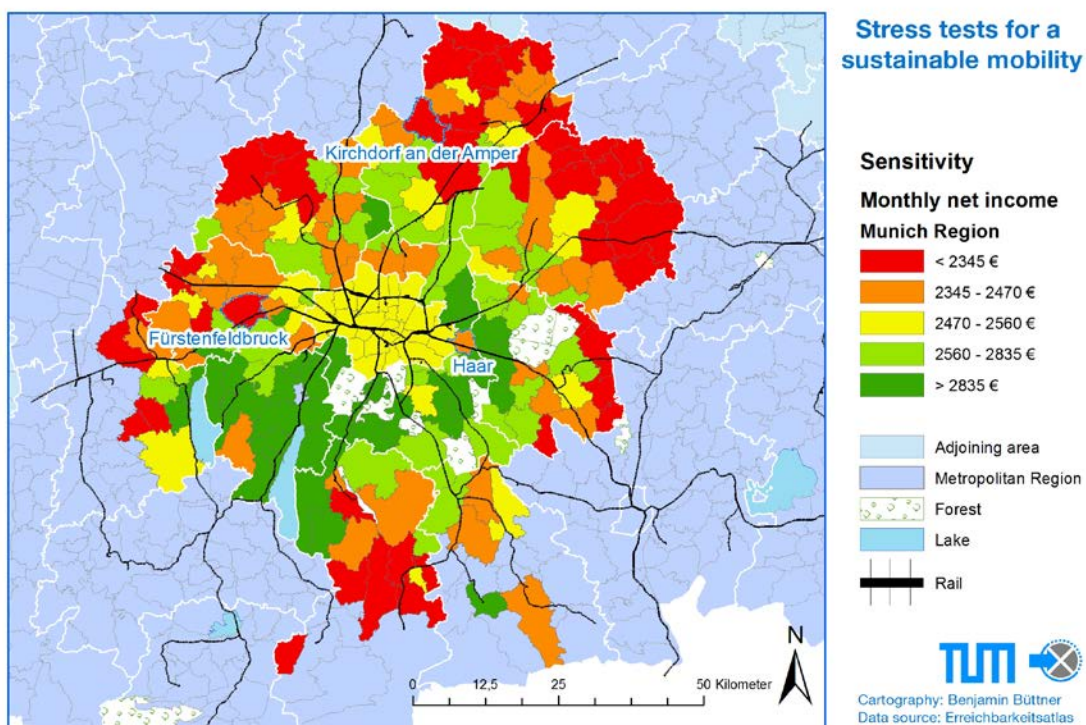 Stress tests for a
sustainable mobility
Kirchdorf an der Amper
Fürstenfeldbruck
Haar
N
0 12,5 25 50 Kilometer
Sensitivity
Monthly net income
Munich Region
< 2345 €
2345 - 2470 €
2470 - 2560 €
2560 - 2835 €
> 2835 €
Adjoining area
Metropolitan Region
Forest
Lake
Rail
TUM
Cartography: Benjamin Büttner
Data source: Erreichbarkeitsatlas